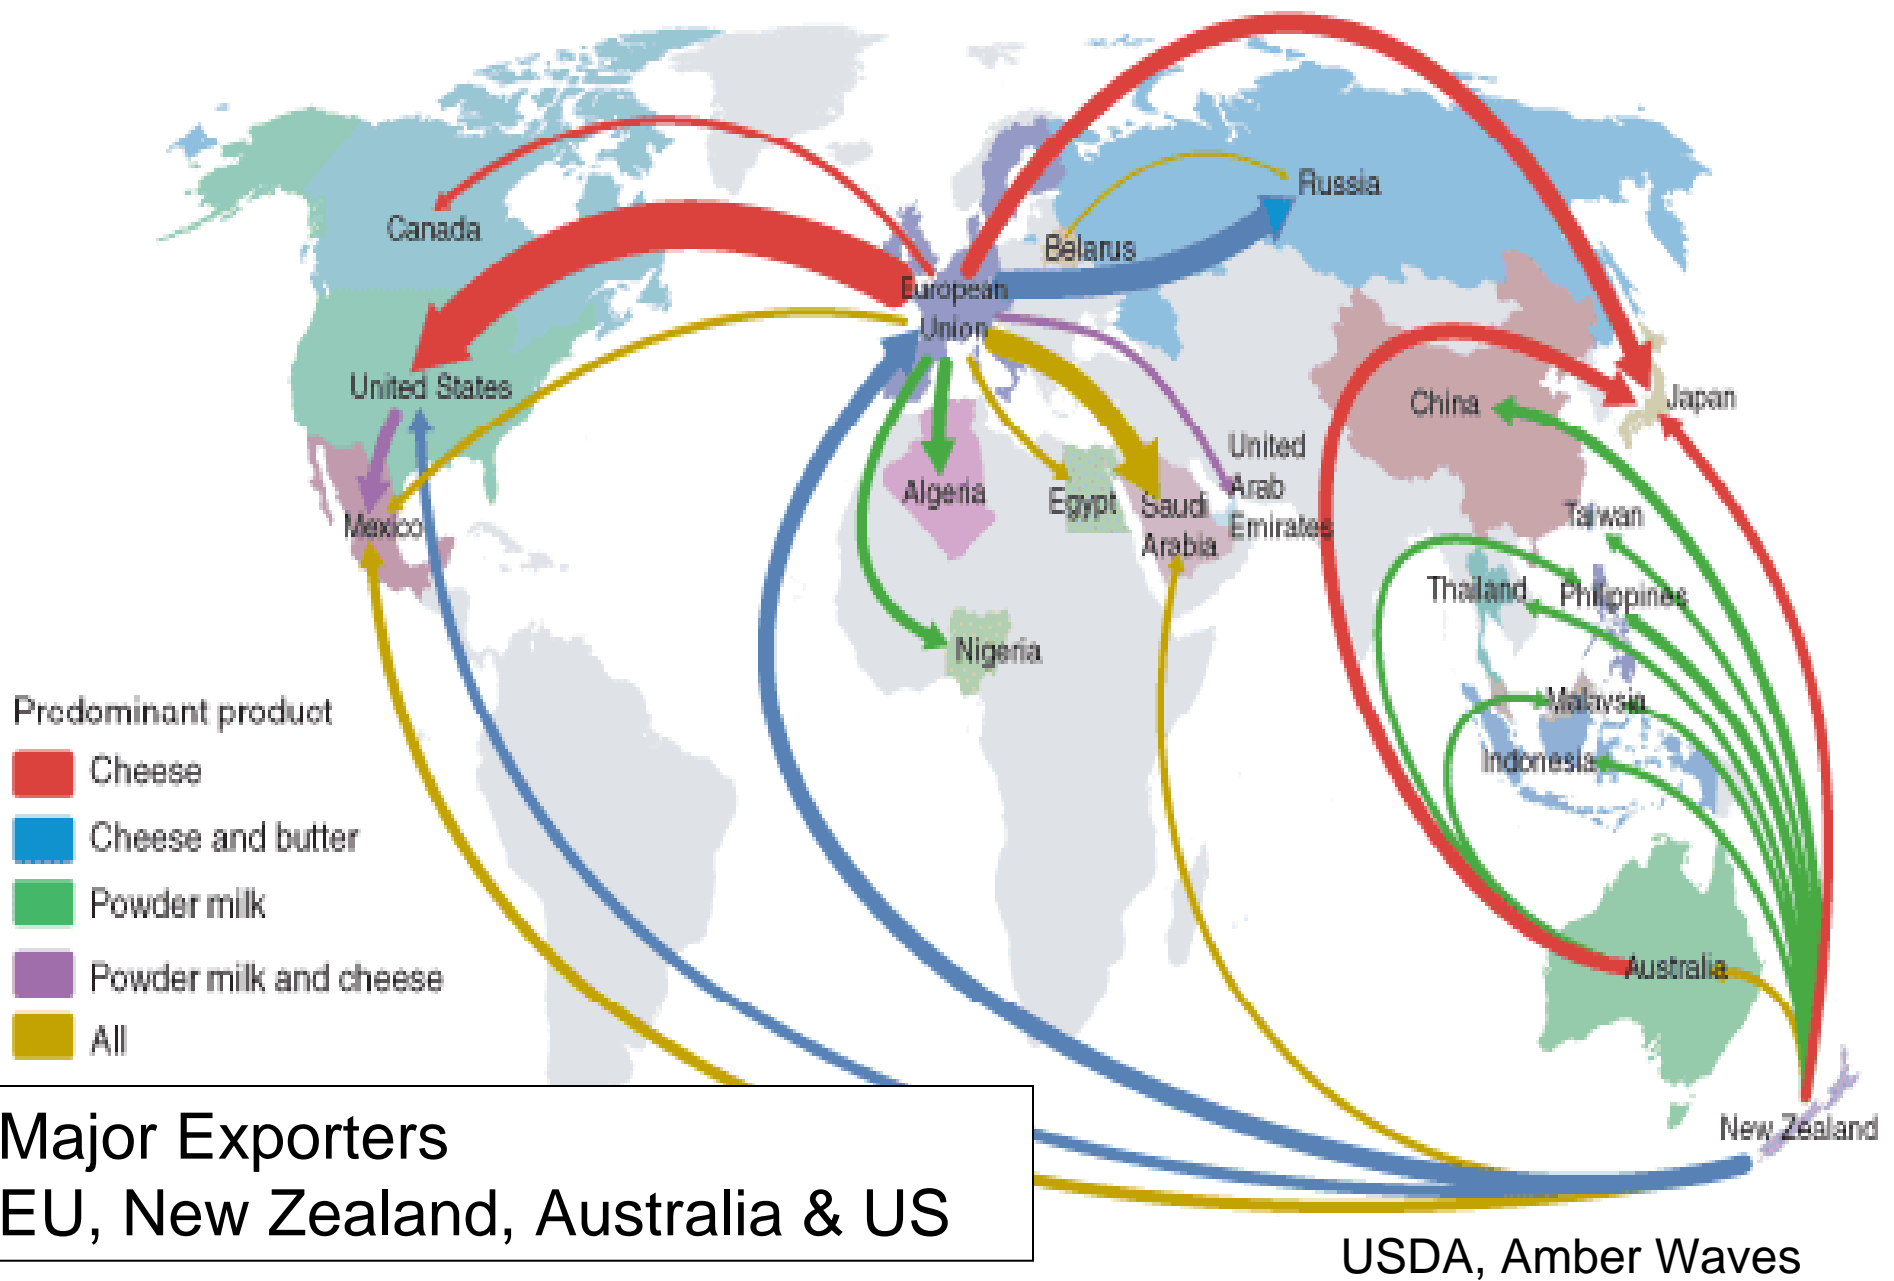 Canada
Russia
Belarus
European
Union
United States
China
Japan
United
Arab
Emirates
Algeria
Egypt
Saudi
Arabia
Mexico
Taiwan
Thailand
Philippines
Nigeria
Malaysia
Indonesia
Predominant product
Cheese
Cheese and butter
Powder milk
Powder milk and cheese
All
Australia
New Zealand
Major Exporters
EU, New Zealand, Australia & US
USDA, Amber Waves